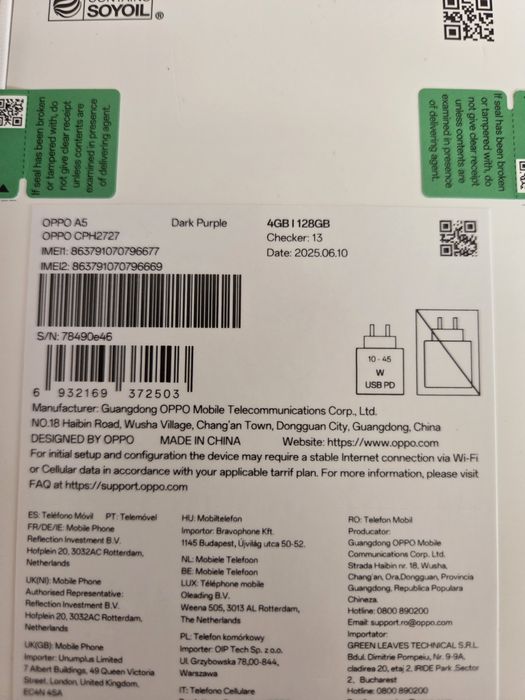 SOYOIL ®
If seal has been broken
or tampered with, do
not give clear receipt
unless contents are
examined in presence
of delivering agent.
If seal has been broken
or tampered with, do
not give clear receipt
unless contents are
examined in presence
of delivering agent.
OPPO A5 Dark Purple 4GB | 128GB
OPPO CPH2727 Checker: 13
IMEI1: 863791070796677 Date: 2025.06.10
IMEI2: 863791070796669
S/N: 78490e46
10 - 45
W
USB PD
6 932169 372503
Manufacturer: Guangdong OPPO Mobile Telecommunications Corp., Ltd.
NO.18 Haibin Road, Wusha Village, Chang'an Town, Dongguan City, Guangdong, China
DESIGNED BY OPPO MADE IN CHINA Website: https://www.oppo.com
For initial setup and configuration the device may require a stable Internet connection via Wi-Fi
or Cellular data in accordance with your applicable tarrif plan. For more information, please visit
FAQ at https://support.oppo.com
ES: Teléfono Móvil PT: Telemóvel
FR/DE/IE: Mobile Phone
Reflection Investment B.V.
Hofplein 20, 3032AC Rotterdam,
Netherlands
UK(NI): Mobile Phone
Authorised Representative:
Reflection Investment B.V.
Hofplein 20, 3032AC Rotterdam,
Netherlands
UK(GB): Mobile Phone
Importer: Unumplus Limited
7 Albert Buildings, 49 Queen Victoria
Street, London, United Kingdom,
EC4N 4SA
HU: Mobiltelefon
Importőr: Bravophone Kft.
1145 Budapest, Újvilág utca 50-52.
NL: Mobiele Telefoon
BE: Mobiele Telefoon
LUX: Téléphone mobile
Oleading B.V.
Weena 505, 3013 AL Rotterdam,
The Netherlands
PL: Telefon komórkowy
Importer: OIP Tech Sp. z o.o.
Ul. Grzybowska 78,00-844,
Warszawa
IT: Telefono Cellulare
RO: Telefon Mobil
Producator:
Guangdong OPPO Mobile
Communications Corp. Ltd.
Strada Haibin nr. 18, Wusha,
Chang'an, Ora,Dongguan, Provincia
Guangdong, Republica Populara
Chineza.
Hotline: 0800 890200
Email: support.ro@oppo.com
Importator:
GREEN LEAVES TECHNICAL S.R.L
Bdul. Dimitrie Pompeiu, Nr. 9-9A,
cladirea 20, etaj 2, IRIDE Park ,Sector
2, Bucharest
Hotline: 0800 890200